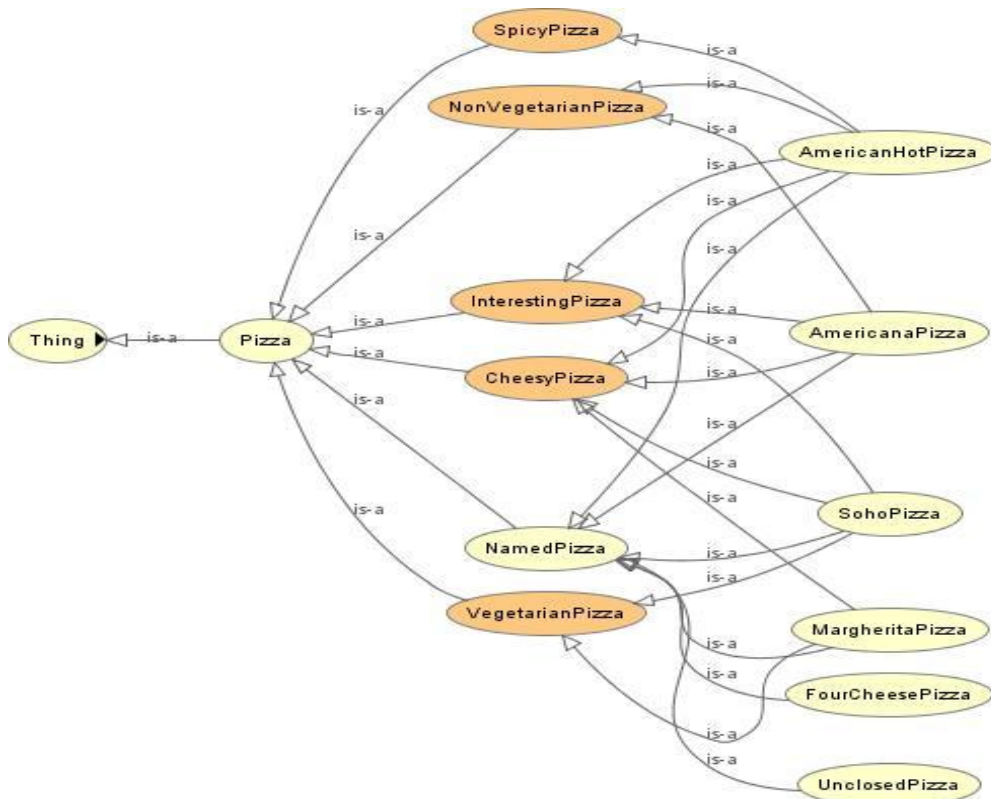 SpicyPizza
is-a
is-a
NonVegetarianPizza
is-a
is-a
AmericanHotPizza
is-a
is-a
is-a
is-a
InterestingPizza
is-a
is-a
AmericanaPizza
Thing
is-a
Pizza
is-a
is-a
CheesyPizza
is-a
is-a
is-a
is-a
is-a
is-a
SohoPizza
NamedPizza
is-a
is-a
VegetarianPizza
MargheritaPizza
is-a
is-a
FourCheesePizza
is-a
is-a
UnclosedPizza